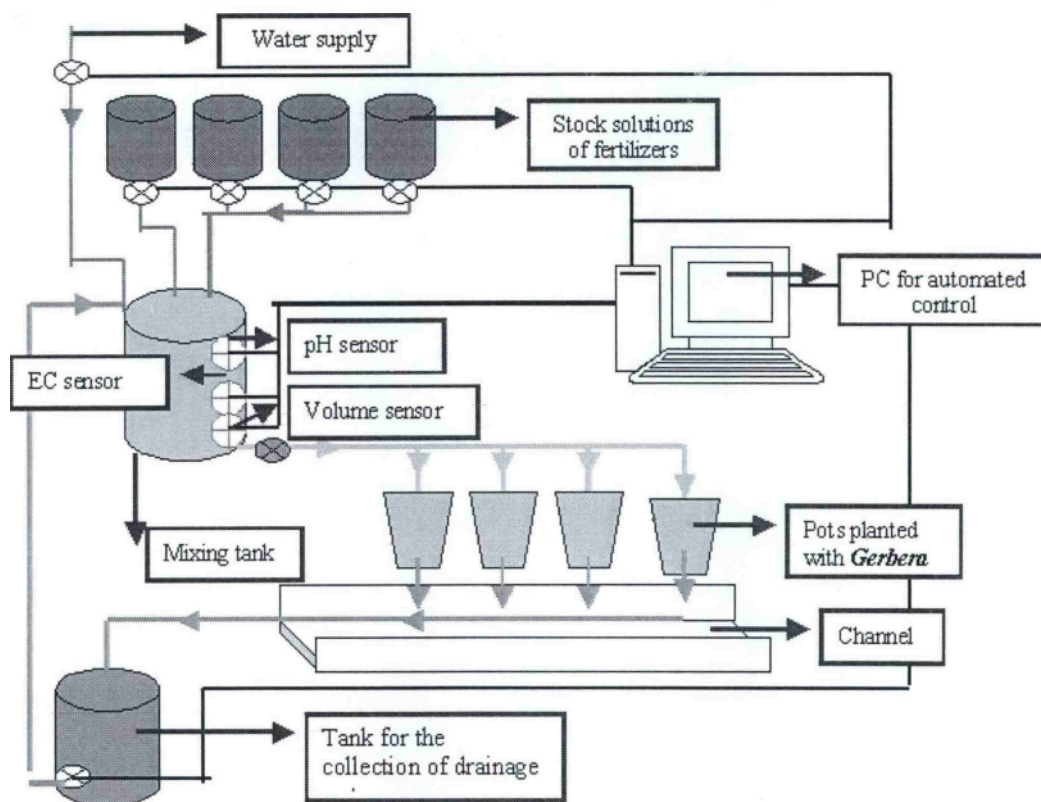 Water supply
Stock solutions
of fertilizers
PC for automated
control
pH sensor
EC sensor
Volume sensor
Mixing tank
Pots planted
with Gerbera
Channel
Tank for the
collection of drainage